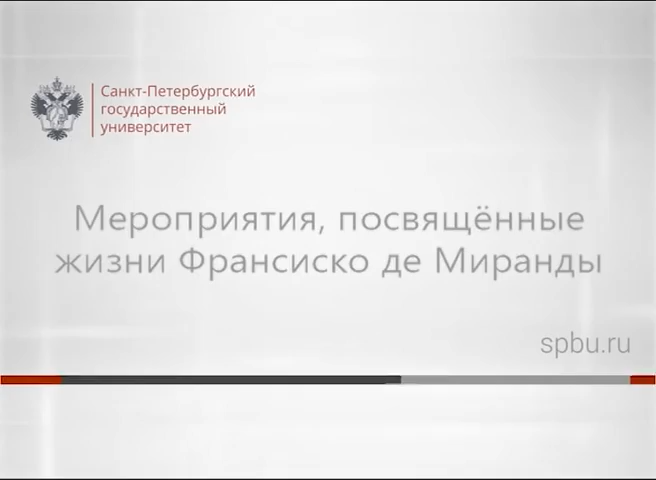 Санкт-Петербургский
государственный
университет
Мероприятия, посвящённые
жизни Франсиско де Миранды
spbu.ru